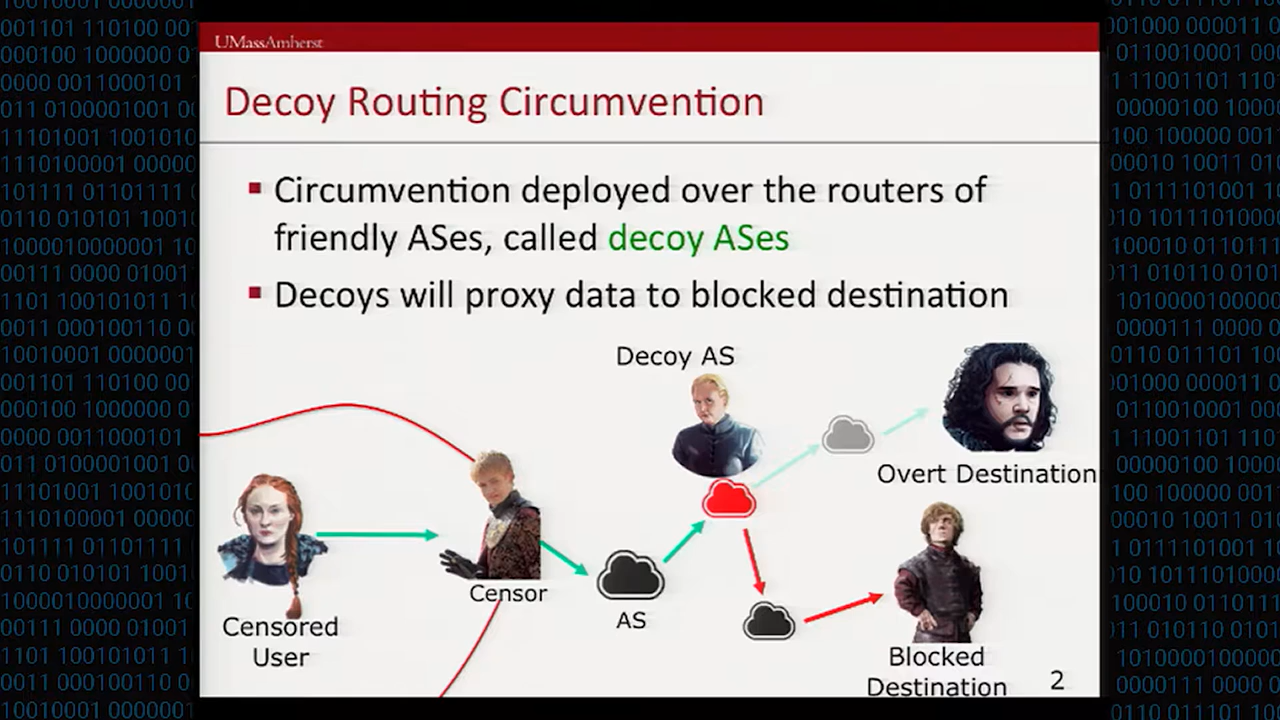 UMassAmherst
Decoy Routing Circumvention
Circumvention deployed over the routers of
friendly ASes, called decoy ASes
Decoys will proxy data to blocked destination
Decoy AS
Overt Destination
Censor
AS
Censored
User
Blocked
Destination
2